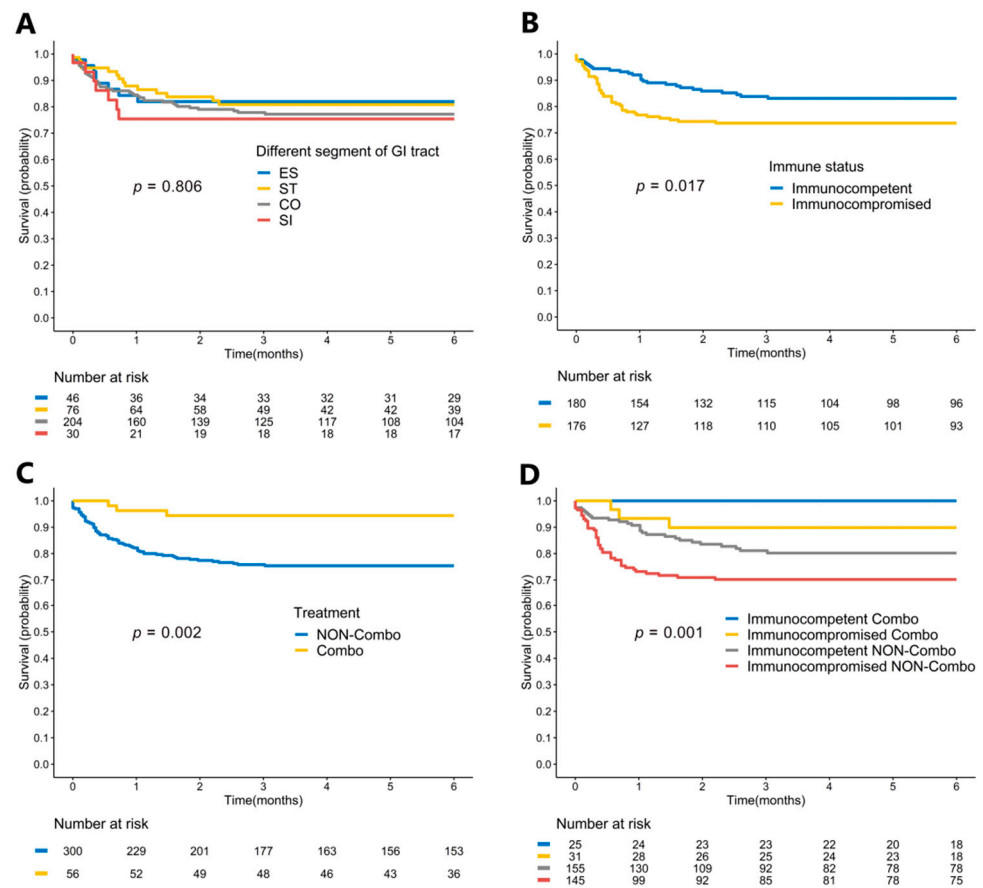 A
Survival (probability)
1.0
0.9
0.8
0.7
0.6
0.5
0.4
0.3
0.2
0.1
0.0
Different segment of GI tract
ES
ST
CO
SI
p = 0.806
0 1 2 3 4 5 6
Time(months)
Number at risk
46 36 34 33 32 31 29
76 64 58 49 42 42 39
204 160 139 125 117 108 104
30 21 19 18 18 18 17
B
Survival (probability)
1.0
0.9
0.8
0.7
0.6
0.5
0.4
0.3
0.2
0.1
0.0
Immune status
Immunocompetent
Immunocompromised
p = 0.017
0 1 2 3 4 5 6
Time(months)
Number at risk
180 154 132 115 104 98 96
176 127 118 110 105 101 93
C
Survival (probability)
1.0
0.9
0.8
0.7
0.6
0.5
0.4
0.3
0.2
0.1
0.0
Treatment
NON-Combo
Combo
p = 0.002
0 1 2 3 4 5 6
Time(months)
Number at risk
300 229 201 177 163 156 153
56 52 49 48 46 43 36
D
Survival (probability)
1.0
0.9
0.8
0.7
0.6
0.5
0.4
0.3
0.2
0.1
0.0
Immunocompetent Combo
Immunocompromised Combo
Immunocompetent NON-Combo
Immunocompromised NON-Combo
p = 0.001
0 1 2 3 4 5 6
Time(months)
Number at risk
25 24 23 23 22 20 18
31 28 26 25 24 23 18
155 130 109 92 82 78 78
145 99 92 85 81 78 75